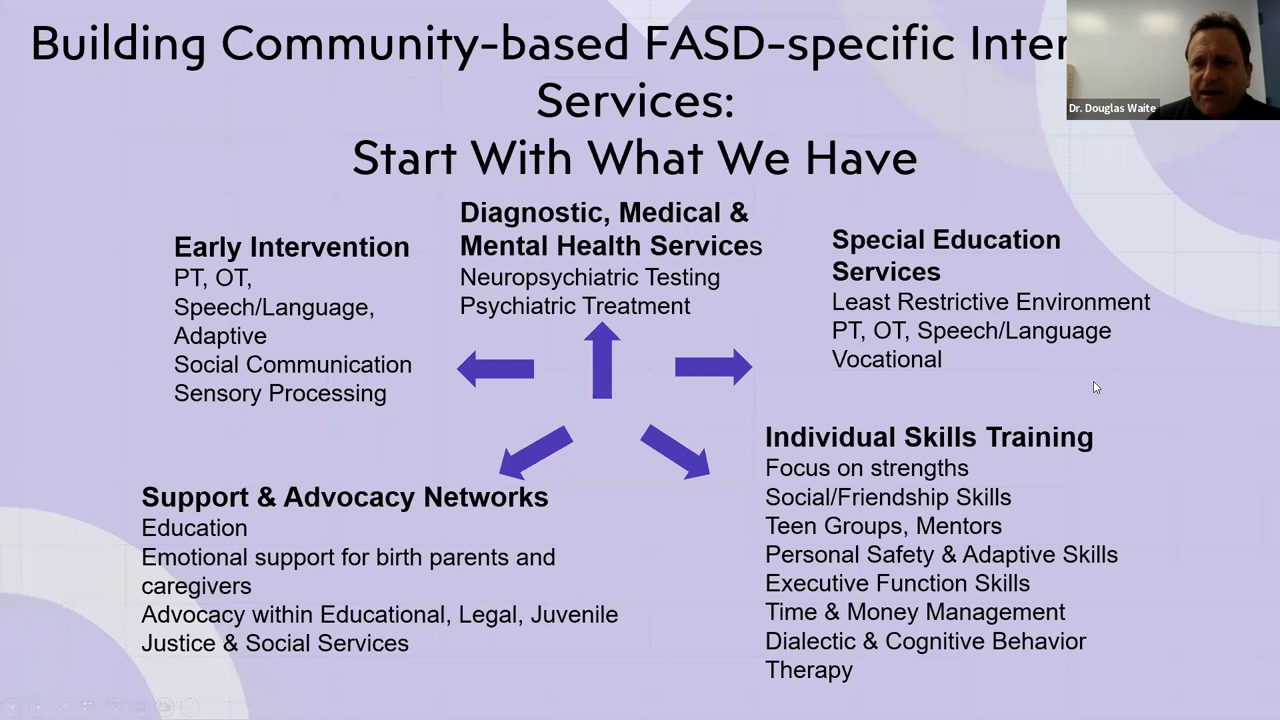 Building Community-based FASD-specific
Services:
Start With What We Have
Dr. Douglas Waite
Diagnostic, Medical &
Mental Health Services
Neuropsychiatric Testing
Psychiatric Treatment
Early Intervention
PT, OT,
Speech/Language,
Adaptive
Social Communication
Sensory Processing
Special Education
Services
Least Restrictive Environment
PT, OT, Speech/Language
Vocational
Support & Advocacy Networks
Education
Emotional support for birth parents and
caregivers
Advocacy within Educational, Legal, Juvenile
Justice & Social Services
Individual Skills Training
Focus on strengths
Social/Friendship Skills
Teen Groups, Mentors
Personal Safety & Adaptive Skills
Executive Function Skills
Time & Money Management
Dialectic & Cognitive Behavior
Therapy